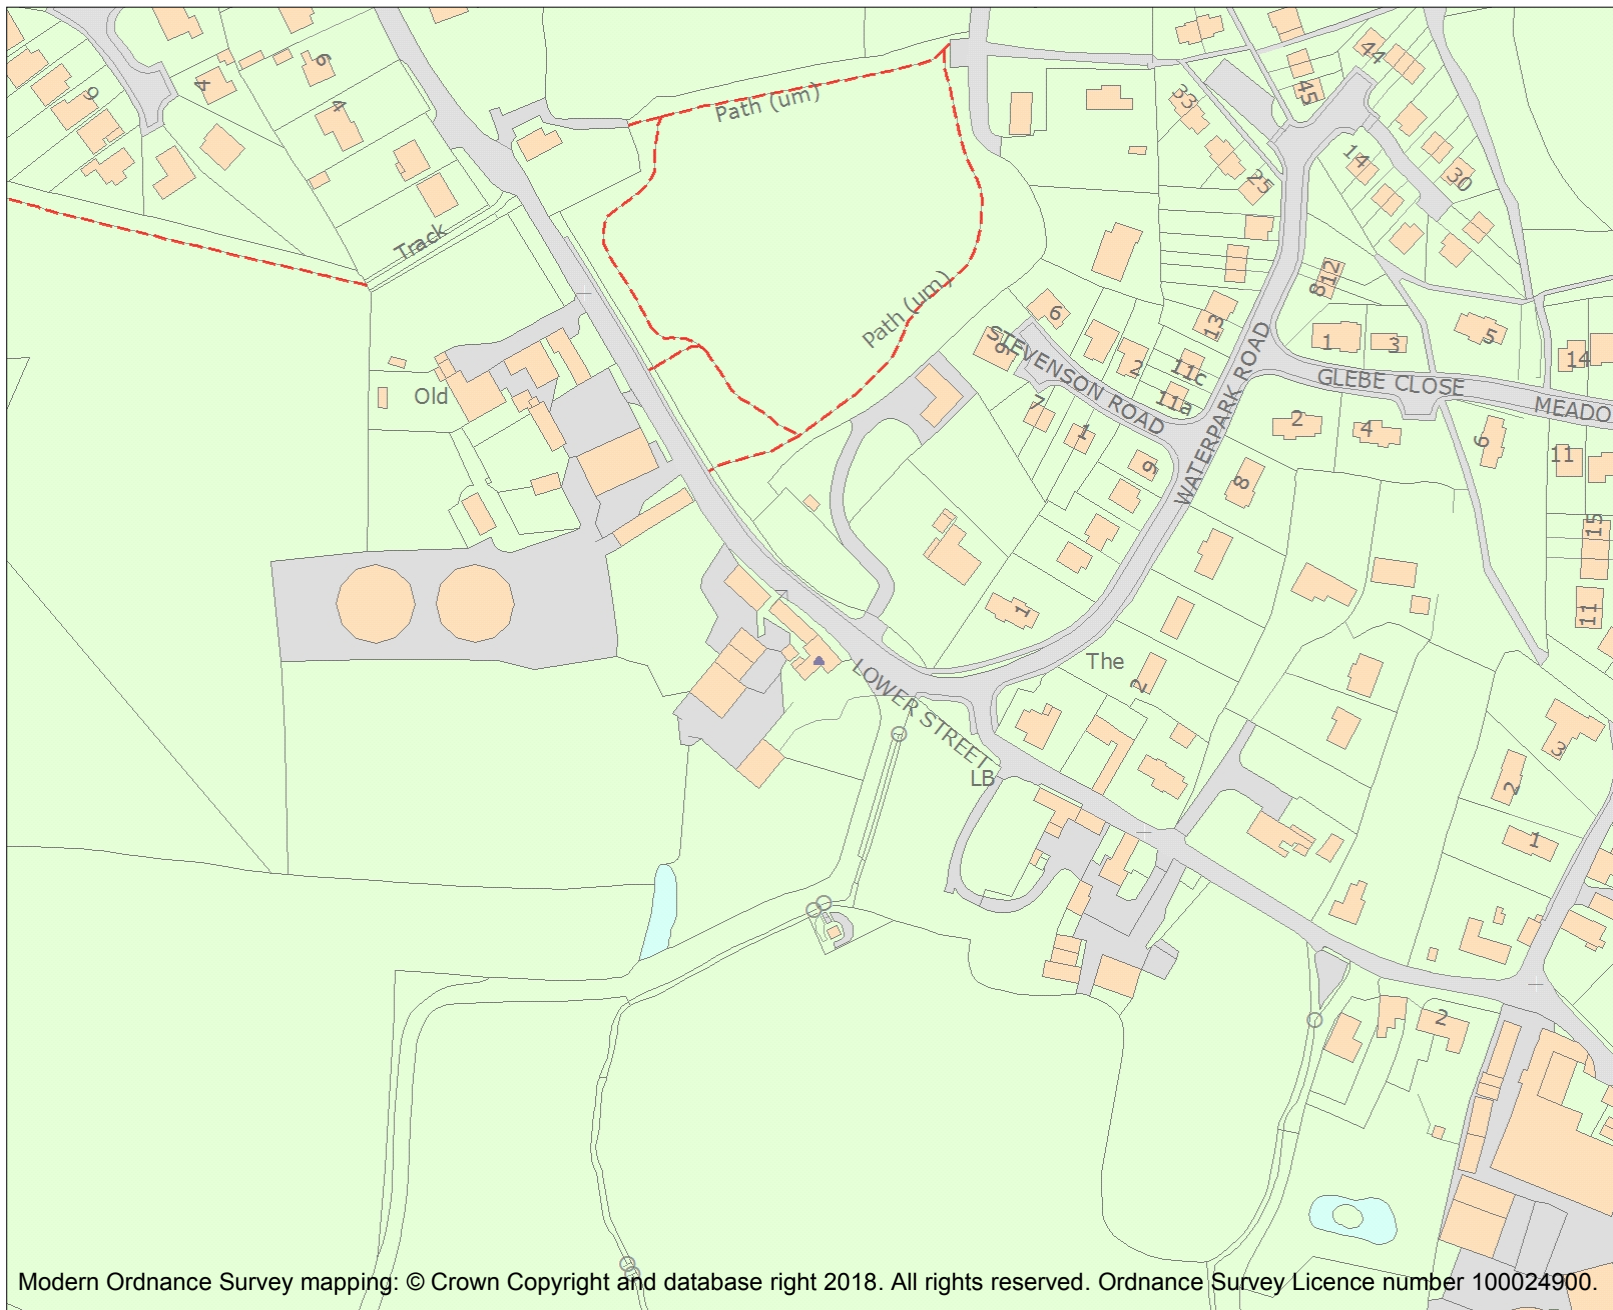 44
6
4
9
4
Path (um)
33
45
14
30
25
Track
Path (um)
812
6
13
1
3
5
14
9
STEVENSON ROAD
2
11c
11a
WATERPARK ROAD
GLEBE CLOSE
MEADO
Old
7
1
2
4
6
11
9
8
15
1
11
The
2
LOWER STREET
LB
3
2
1
2
Modern Ordnance Survey mapping: © Crown Copyright and database right 2018. All rights reserved. Ordnance Survey Licence number 100024900.